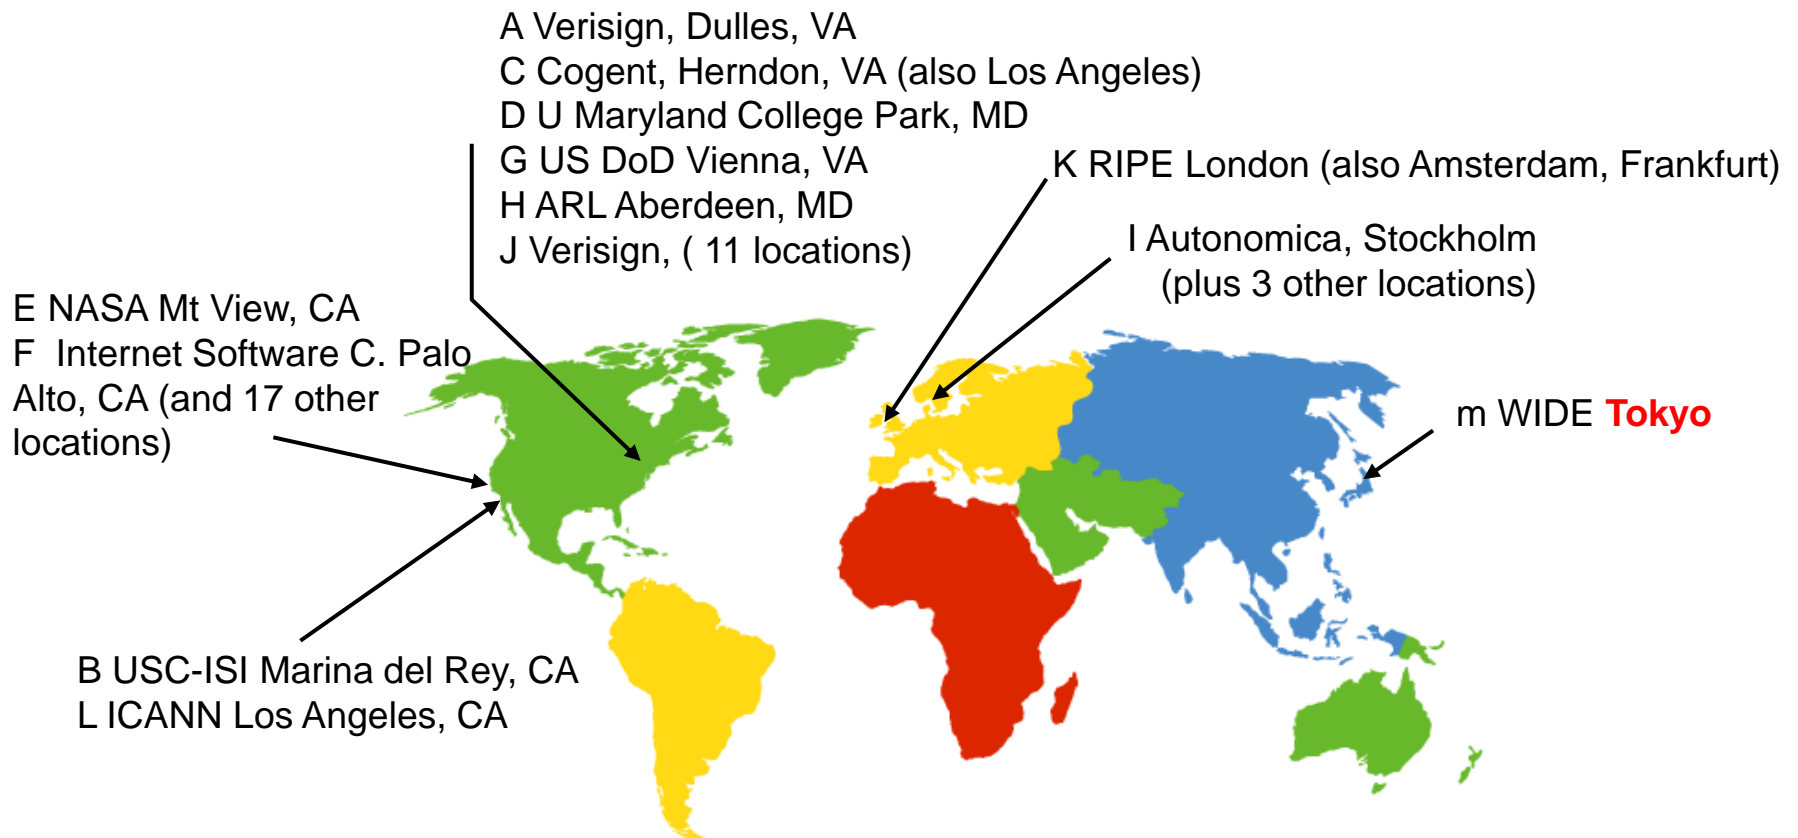 A Verisign, Dulles, VA
C Cogent, Herndon, VA (also Los Angeles)
D U Maryland College Park, MD
G US DoD Vienna, VA
H ARL Aberdeen, MD
J Verisign, ( 11 locations)
K RIPE London (also Amsterdam, Frankfurt)
I Autonomica, Stockholm
(plus 3 other locations)
E NASA Mt View, CA
F Internet Software C. Palo
Alto, CA (and 17 other
locations)
m WIDE Tokyo
B USC-ISI Marina del Rey, CA
L ICANN Los Angeles, CA